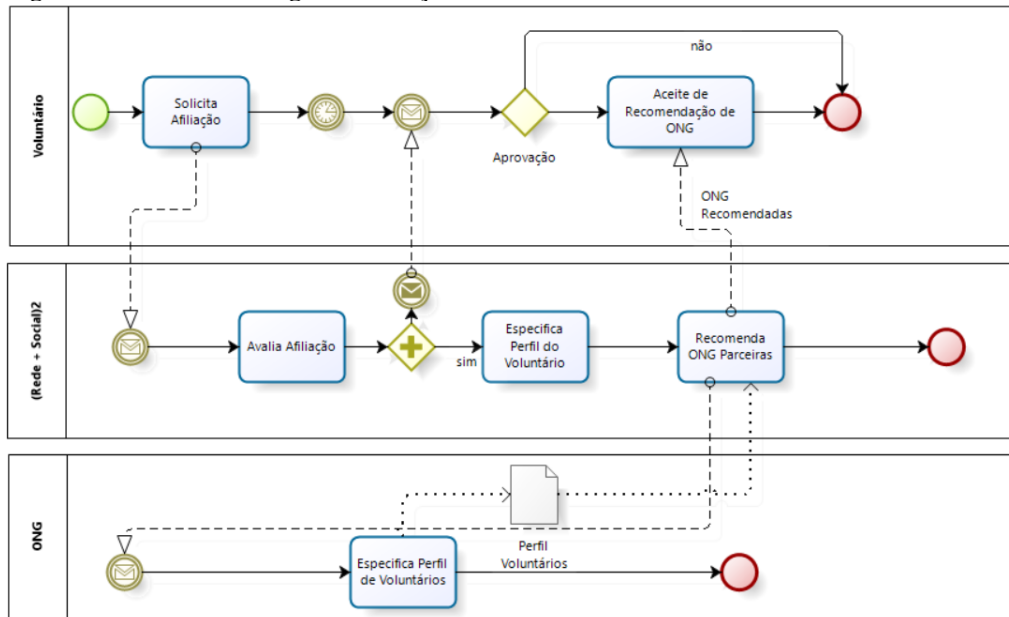 não
Solicita
Afiliação
Aceite de
Recomendação de
ONG
Voluntário
Aprovação
ONG
Recomendadas
(Rede + Social)2
Avalia Afiliação
sim
Especifica
Perfil do
Voluntário
Recomenda
ONG Parceiras
ONG
Perfil
Voluntários
Especifica Perfil
de Voluntários